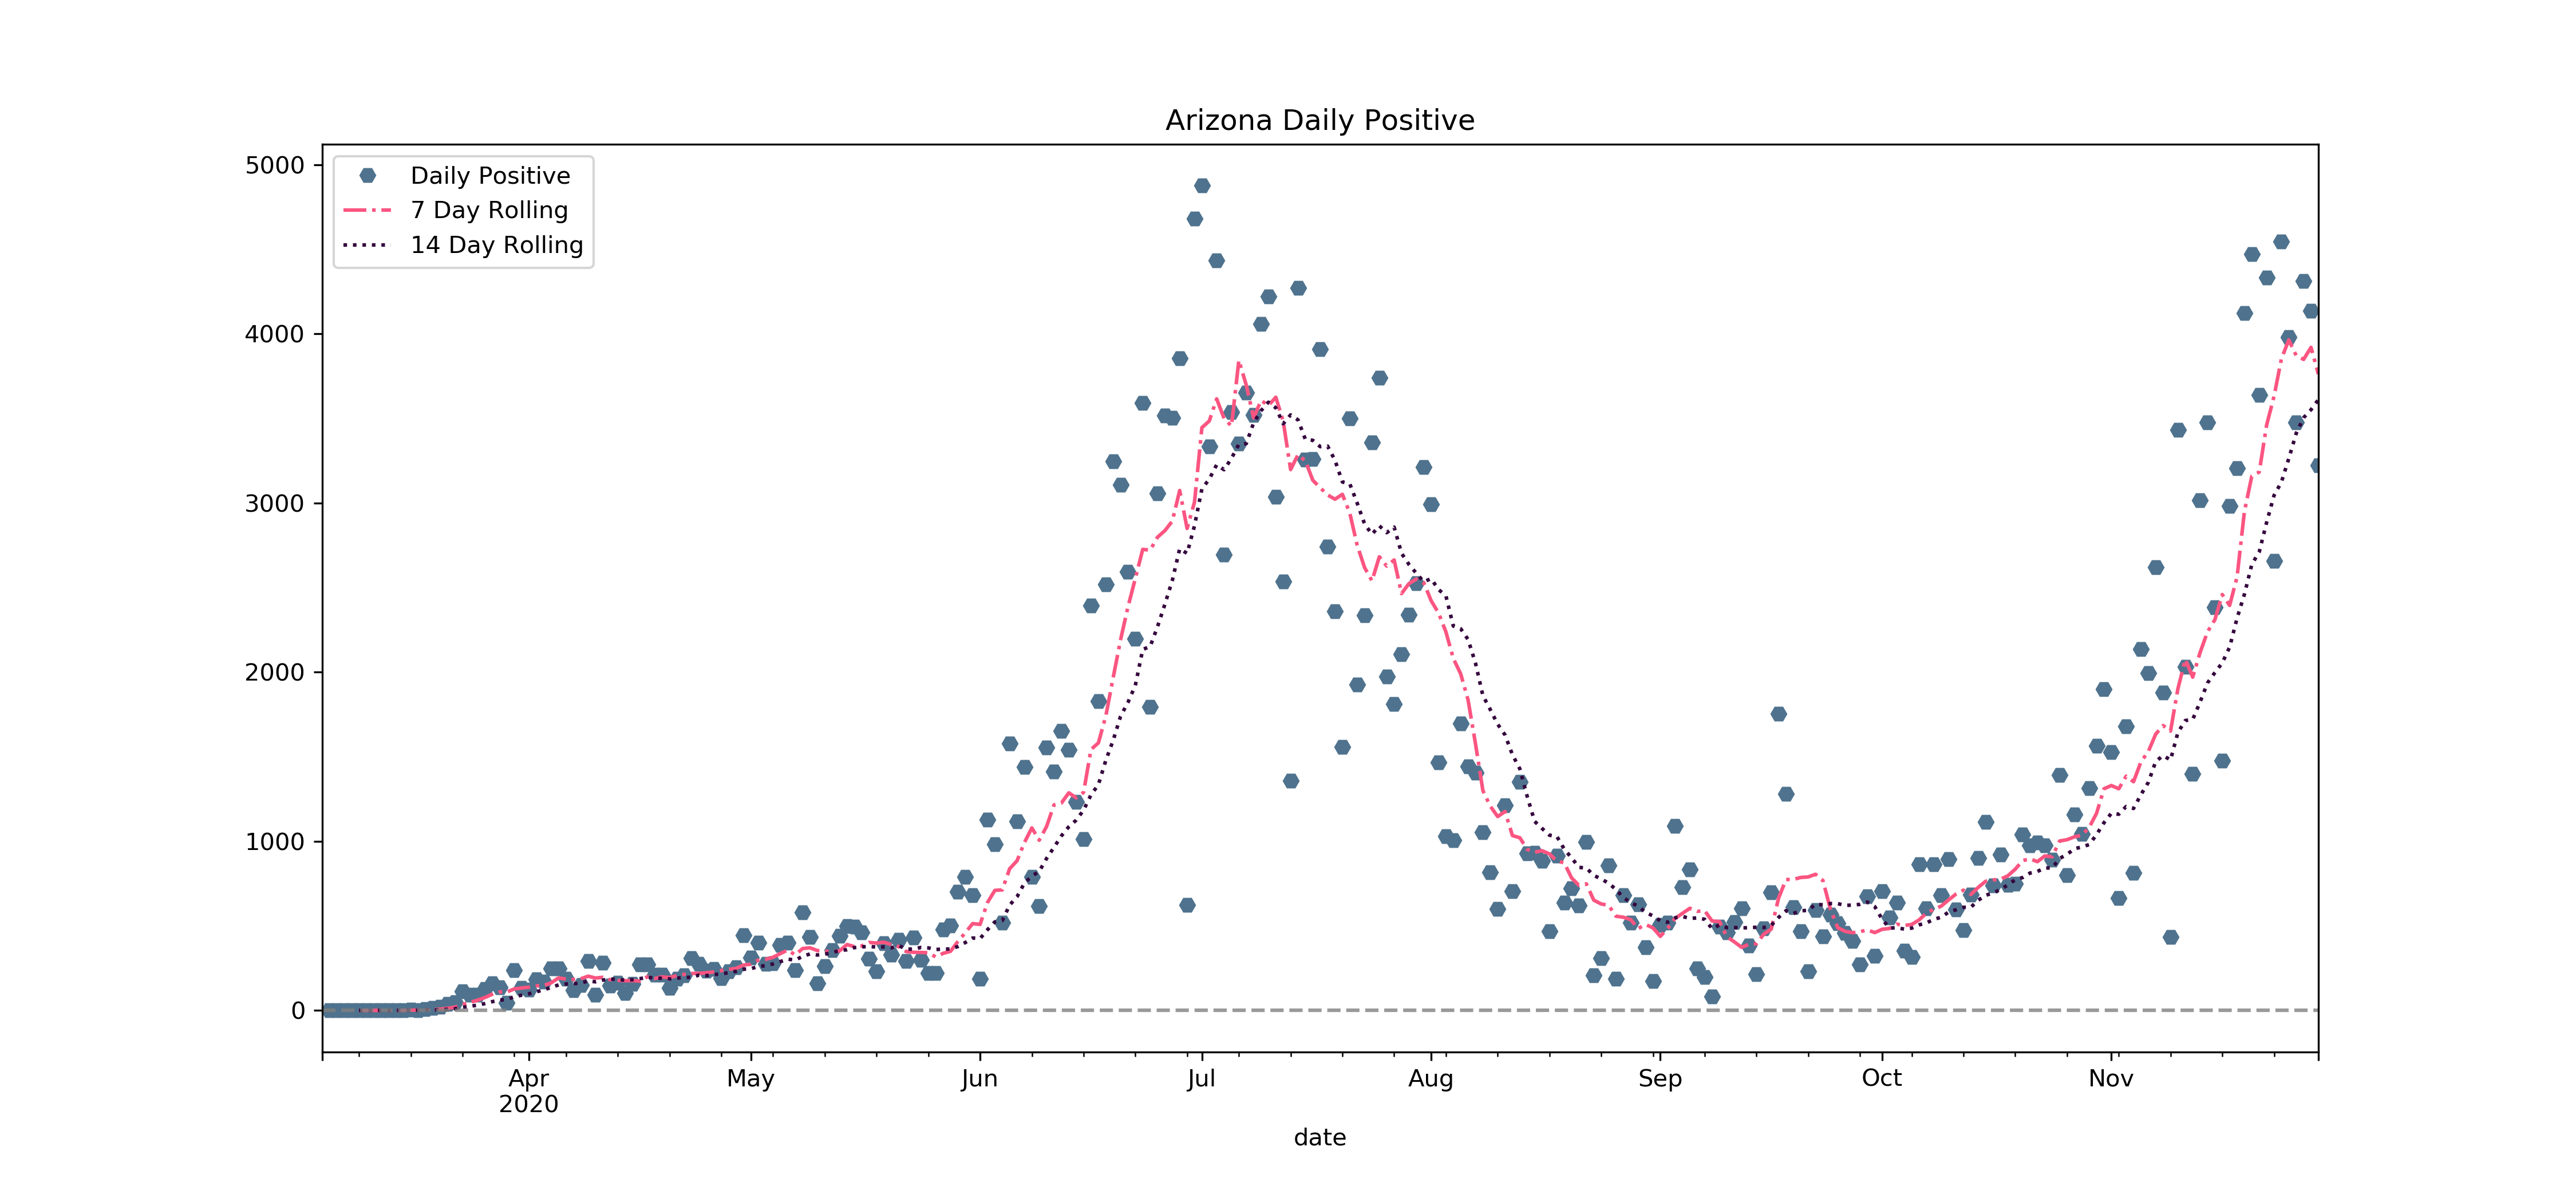 Arizona Daily Positive
5000
4000
3000
2000
1000
0
Daily Positive
7 Day Rolling
14 Day Rolling
Apr May Jun Jul Aug Sep Oct Nov
2020
date